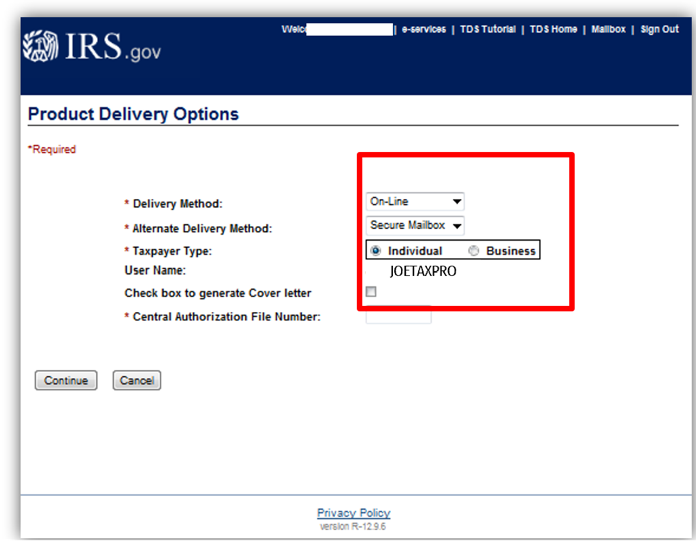 Welco | e-services | TDS Tutorial | TDS Home | Mailbox | Sign Out
IRS.gov
Product Delivery Options
*Required
* Delivery Method: On-Line
* Alternate Delivery Method: Secure Mailbox
* Taxpayer Type: Individual Business
User Name: JOETAXPRO
Check box to generate Cover letter
* Central Authorization File Number:
Continue Cancel
Privacy Policy
version R-12.9.6